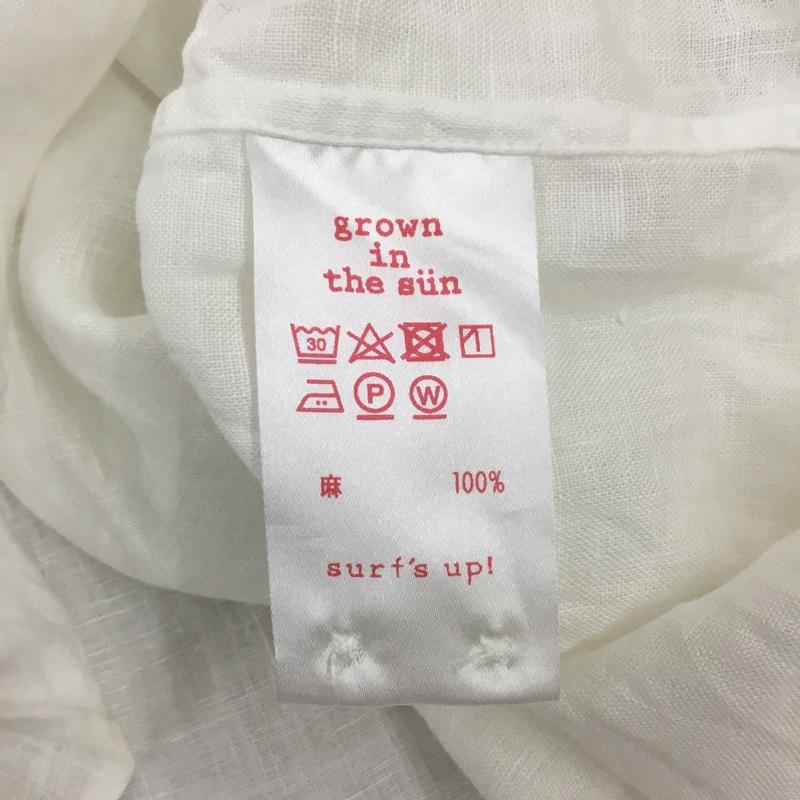 grown
in
the sün
30
P W
麻 100%
surf's up!